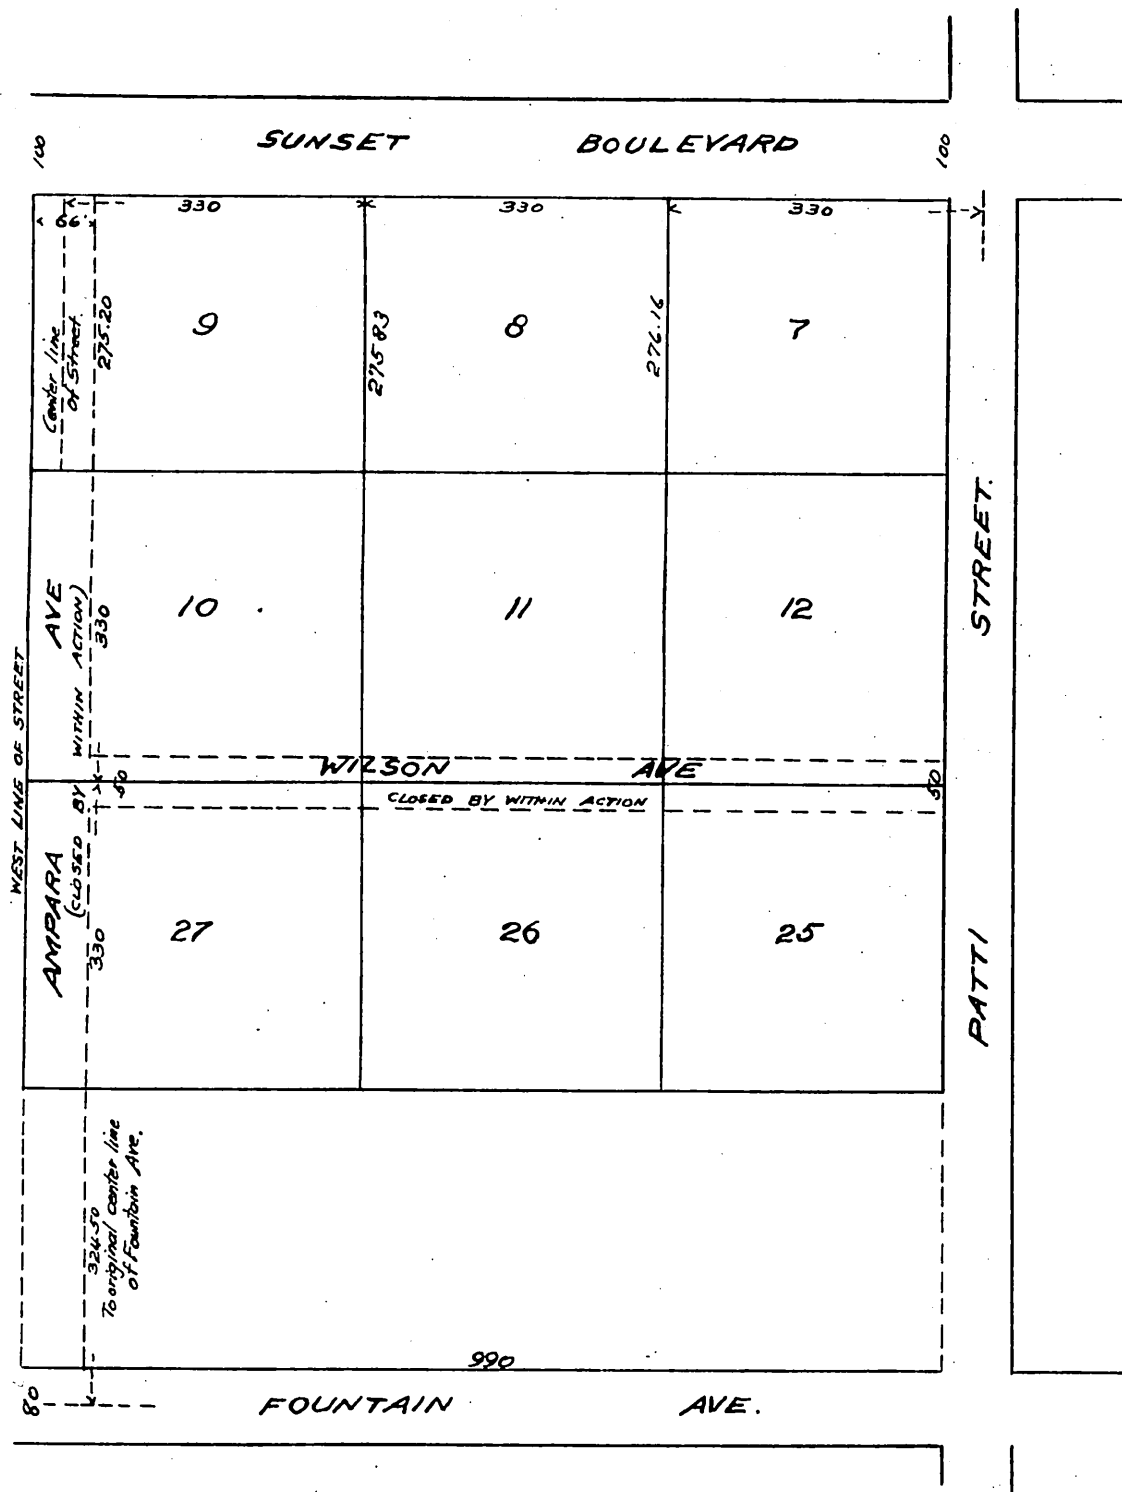 SUNSET BOULEVARD
100
100
330
330
330
66'
Center line
of Street.
275.20
9
275.83
8
276.16
7
WEST LINE OF STREET
AMPARA AVE
(CLOSED BY WITHIN ACTION)
330
10
11
12
WILSON AVE
50
50
CLOSED BY WITHIN ACTION
330
27
26
25
PATTI STREET.
324.50
To original center line
of Fountain Ave.
990
80
FOUNTAIN AVE.